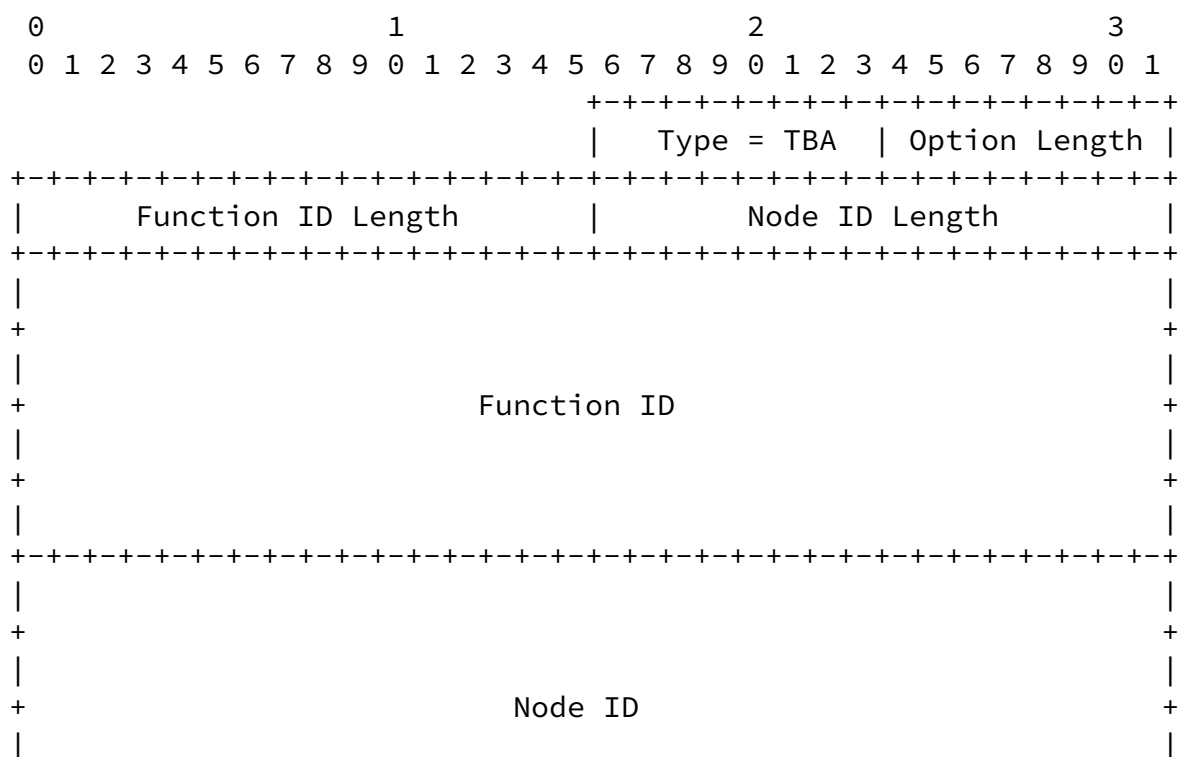 0                   1                   2                   3
0 1 2 3 4 5 6 7 8 9 0 1 2 3 4 5 6 7 8 9 0 1 2 3 4 5 6 7 8 9 0 1
                                +-+-+-+-+-+-+-+-+-+-+-+-+-+-+-+-+
                                |   Type = TBA  | Option Length |
+-+-+-+-+-+-+-+-+-+-+-+-+-+-+-+-+-+-+-+-+-+-+-+-+-+-+-+-+-+-+-+-+
|      Function ID Length       |        Node ID Length         |
+-+-+-+-+-+-+-+-+-+-+-+-+-+-+-+-+-+-+-+-+-+-+-+-+-+-+-+-+-+-+-+-+
|                                                               |
+                                                               +
|                                                               |
+                         Function ID                           +
|                                                               |
+                                                               +
|                                                               |
+-+-+-+-+-+-+-+-+-+-+-+-+-+-+-+-+-+-+-+-+-+-+-+-+-+-+-+-+-+-+-+-+
|                                                               |
+                                                               +
|                                                               |
+                           Node ID                             +
|                                                               |